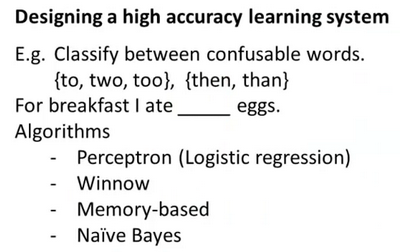 Designing a high accuracy learning system
E.g. Classify between confusable words.
{to, two, too}, {then, than}
For breakfast I ate _____ eggs.
Algorithms
- Perceptron (Logistic regression)
- Winnow
- Memory-based
- Naïve Bayes